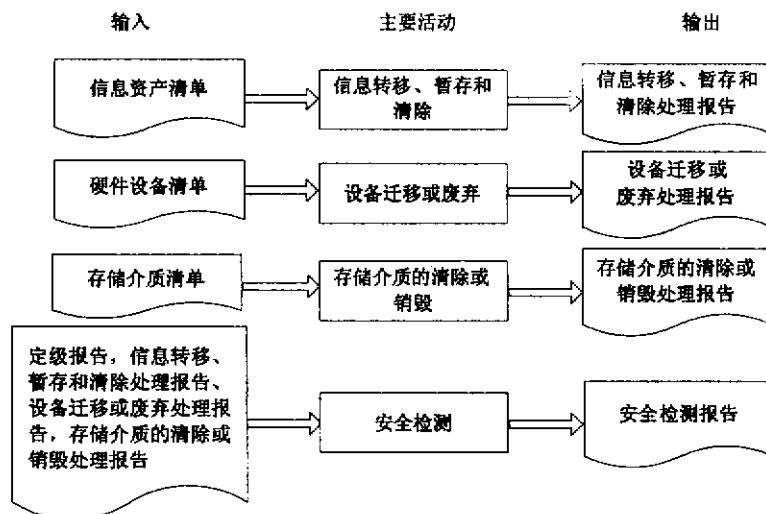 输入 主要活动 输出
信息资产清单
信息转移、暂存和
清除
信息转移、暂存和
清除处理报告
硬件设备清单
设备迁移或废弃
设备迁移或
废弃处理报告
存储介质清单
存储介质的清除或
销毁
存储介质的清除或
销毁处理报告
定级报告，信息转移、
暂存和清除处理报告、
设备迁移或废弃处理报
告，存储介质的清除或
销毁处理报告
安全检测
安全检测报告